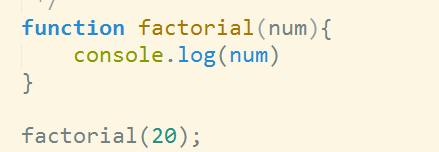 */
function factorial(num){
    console.log(num)
}
factorial(20);